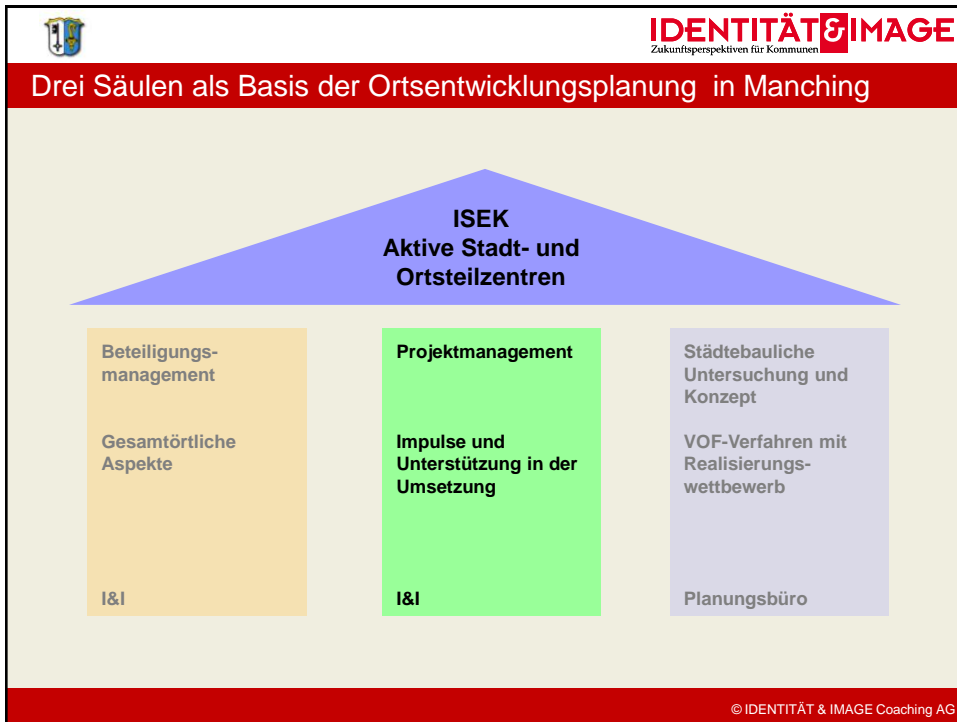 IDENTITÄT&IMAGE
Zukunftsperspektiven für Kommunen
Drei Säulen als Basis der Ortsentwicklungsplanung in Manching
ISEK
Aktive Stadt- und
Ortsteilzentren
Beteiligungs-
management
Gesamtörtliche
Aspekte
I&I
Projektmanagement
Impulse und
Unterstützung in der
Umsetzung
I&I
Städtebauliche
Untersuchung und
Konzept
VOF-Verfahren mit
Realisierungs-
wettbewerb
Planungsbüro
© IDENTITÄT & IMAGE Coaching AG